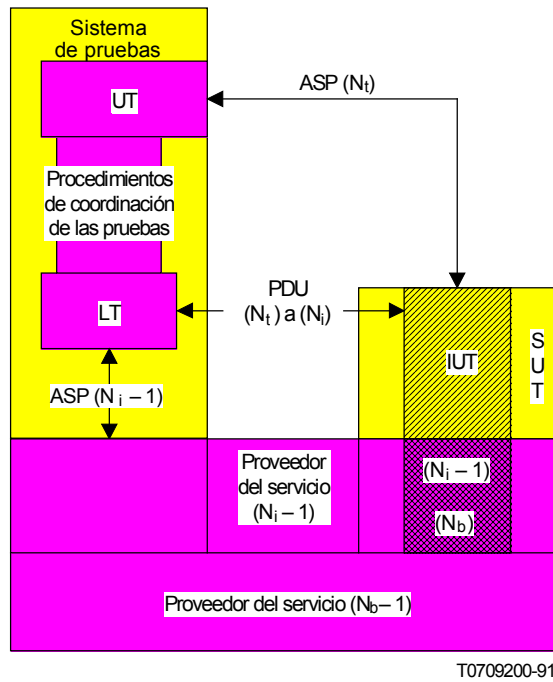 Sistema
de pruebas
UT
ASP (Nt)
Procedimientos
de coordinación
de las pruebas
LT
PDU
(Nt) a (Ni)
IUT
S
U
T
ASP (Ni – 1)
Proveedor
del servicio
(Ni – 1)
(Ni – 1)
(Nb)
Proveedor del servicio (Nb – 1)
T0709200-91